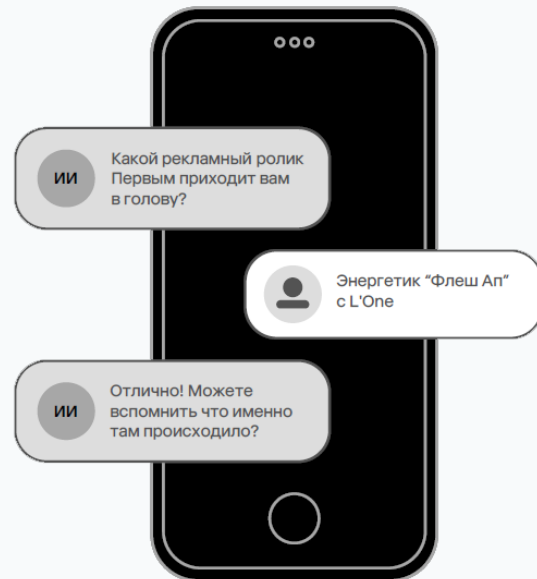 ИИ
Какой рекламный ролик
Первым приходит вам
в голову?
Энергетик “Флеш Ап”
с L'One
ИИ
Отлично! Можете
вспомнить что именно
там происходило?